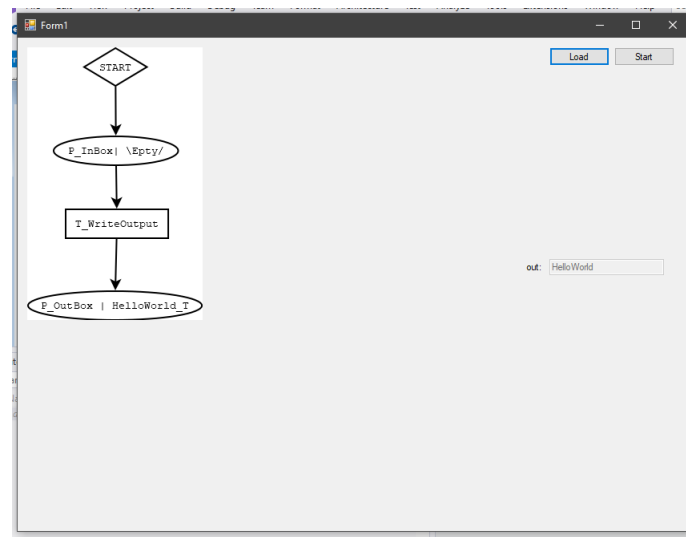 Form1
Load
Start
START
P_InBox| \Epty/
T_WriteOutput
out:
HelloWorld
P_OutBox | HelloWorld_T